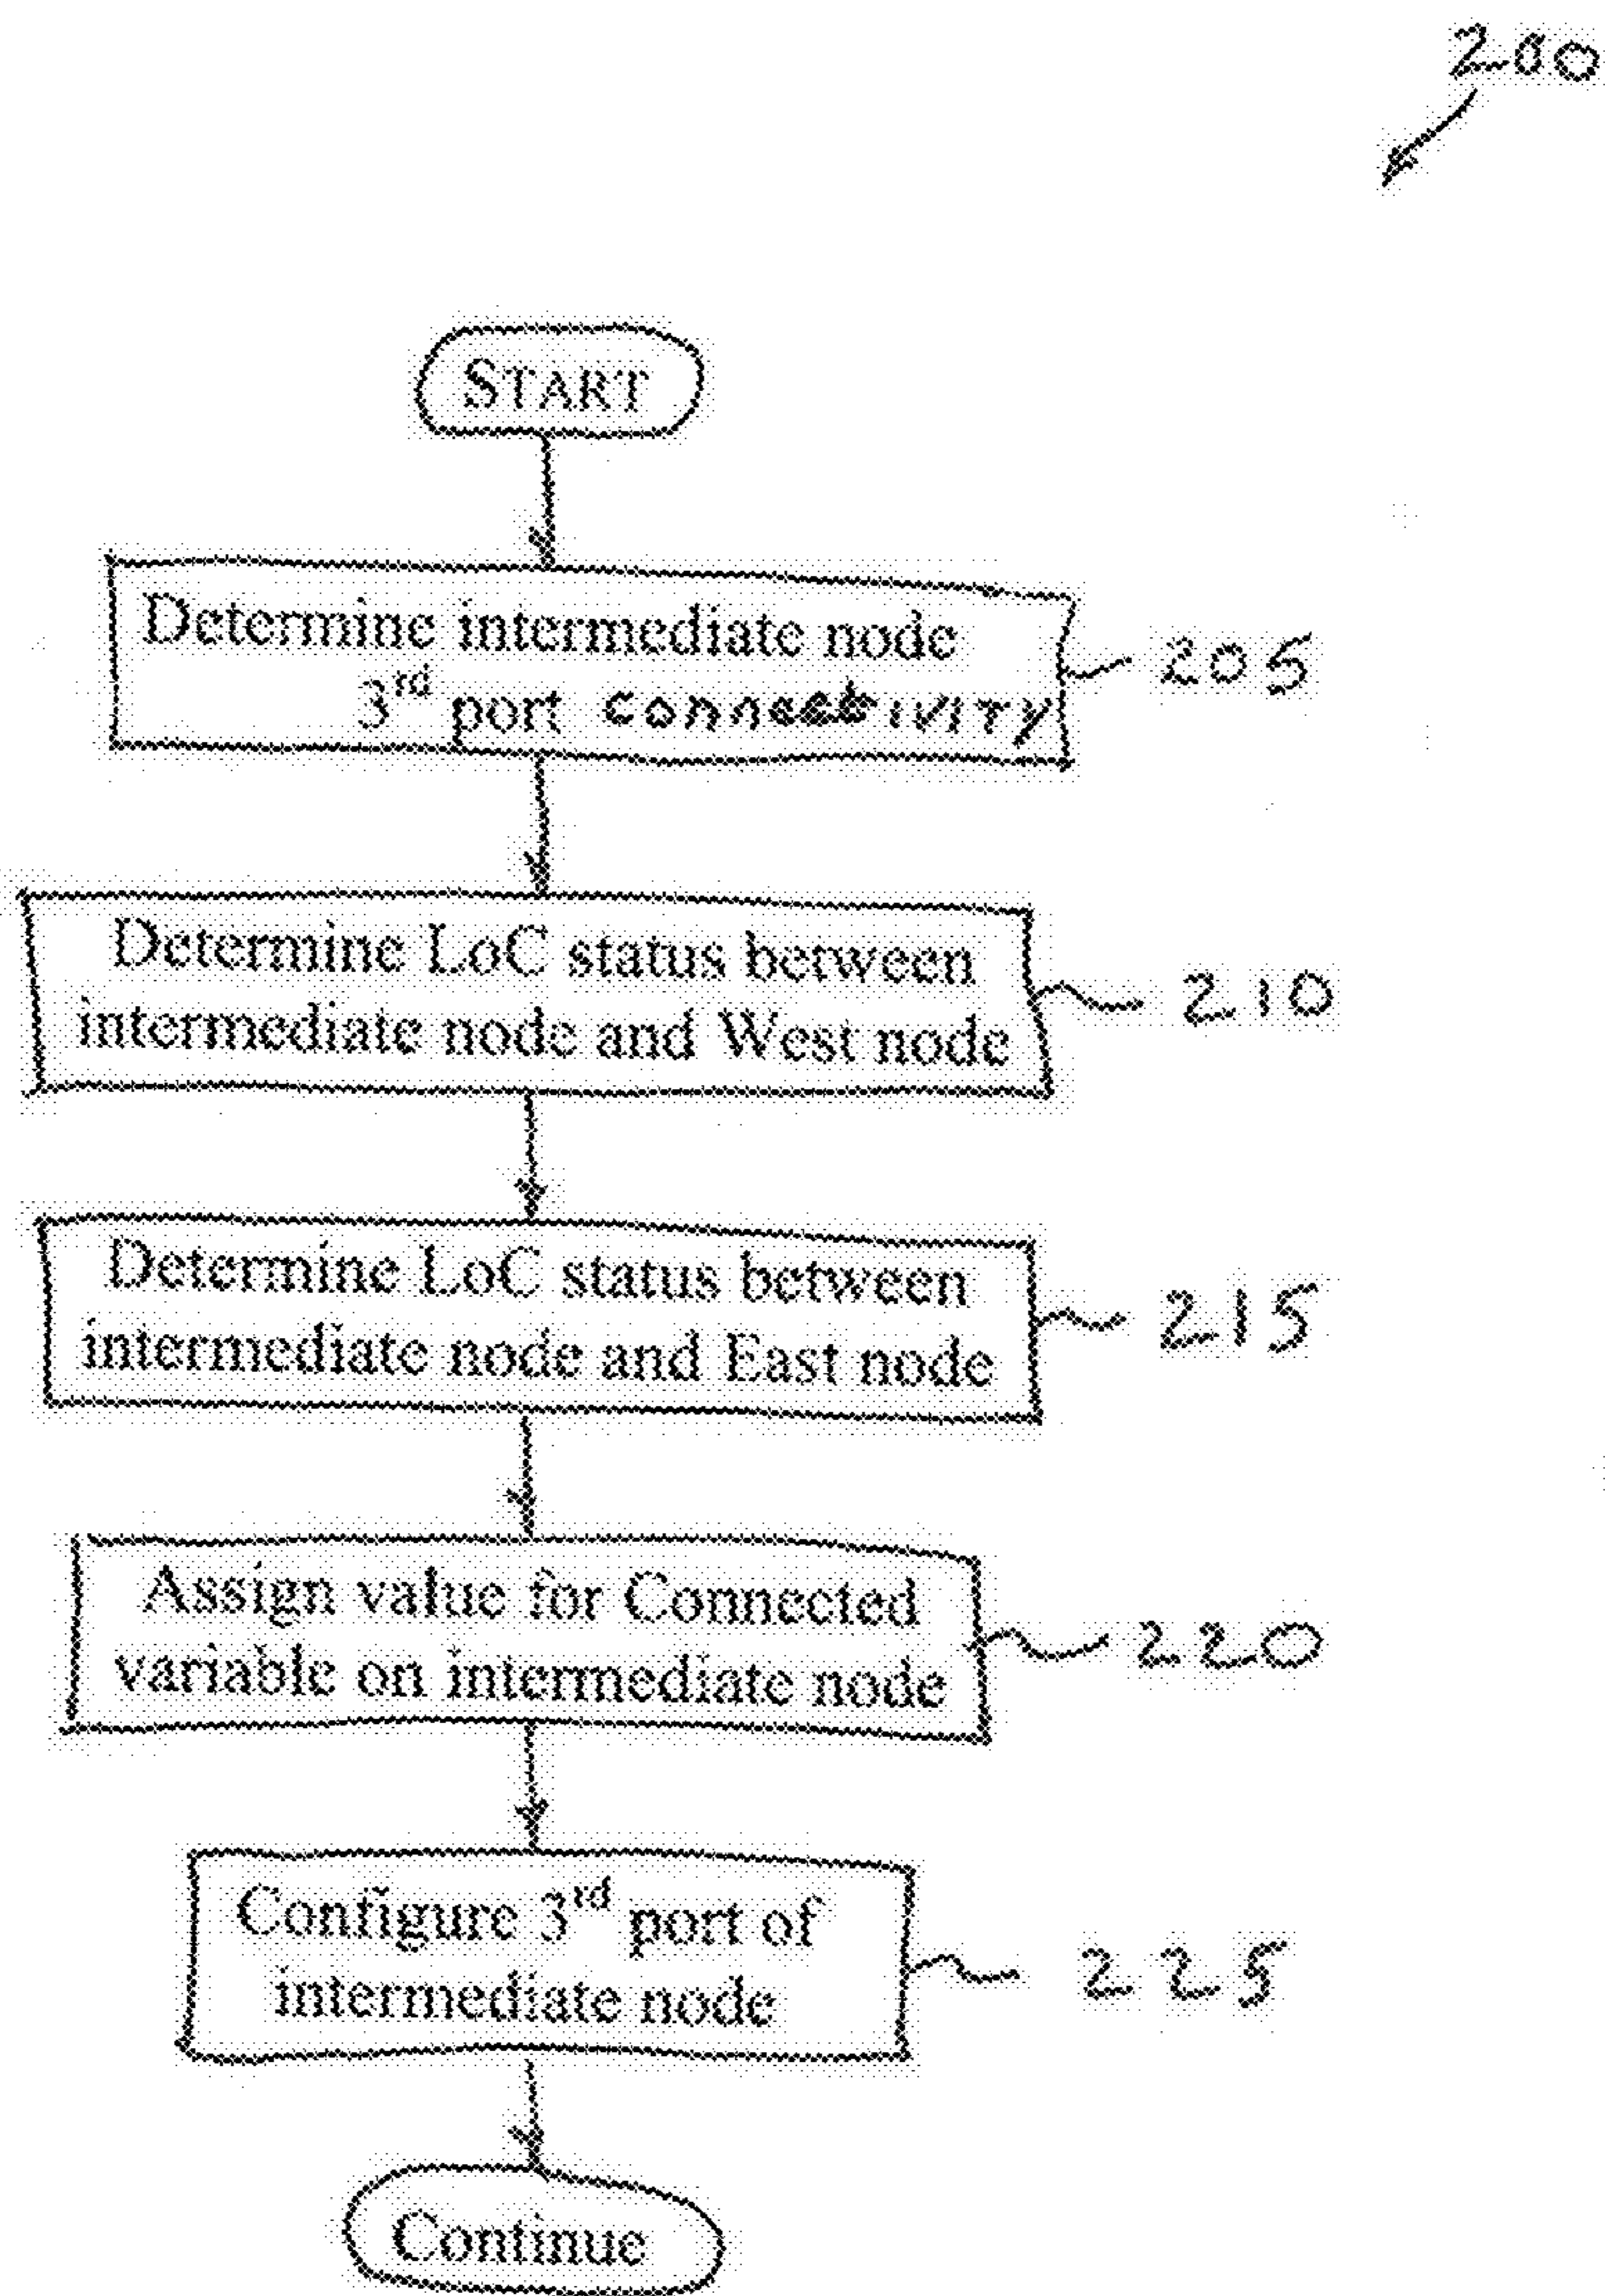 200
START
Determine intermediate node
3rd port connectivity
205
Determine LoC status between
intermediate node and West node
210
Determine LoC status between
intermediate node and East node
215
Assign value for Connected
variable on intermediate node
220
Configure 3rd port of
intermediate node
225
Continue